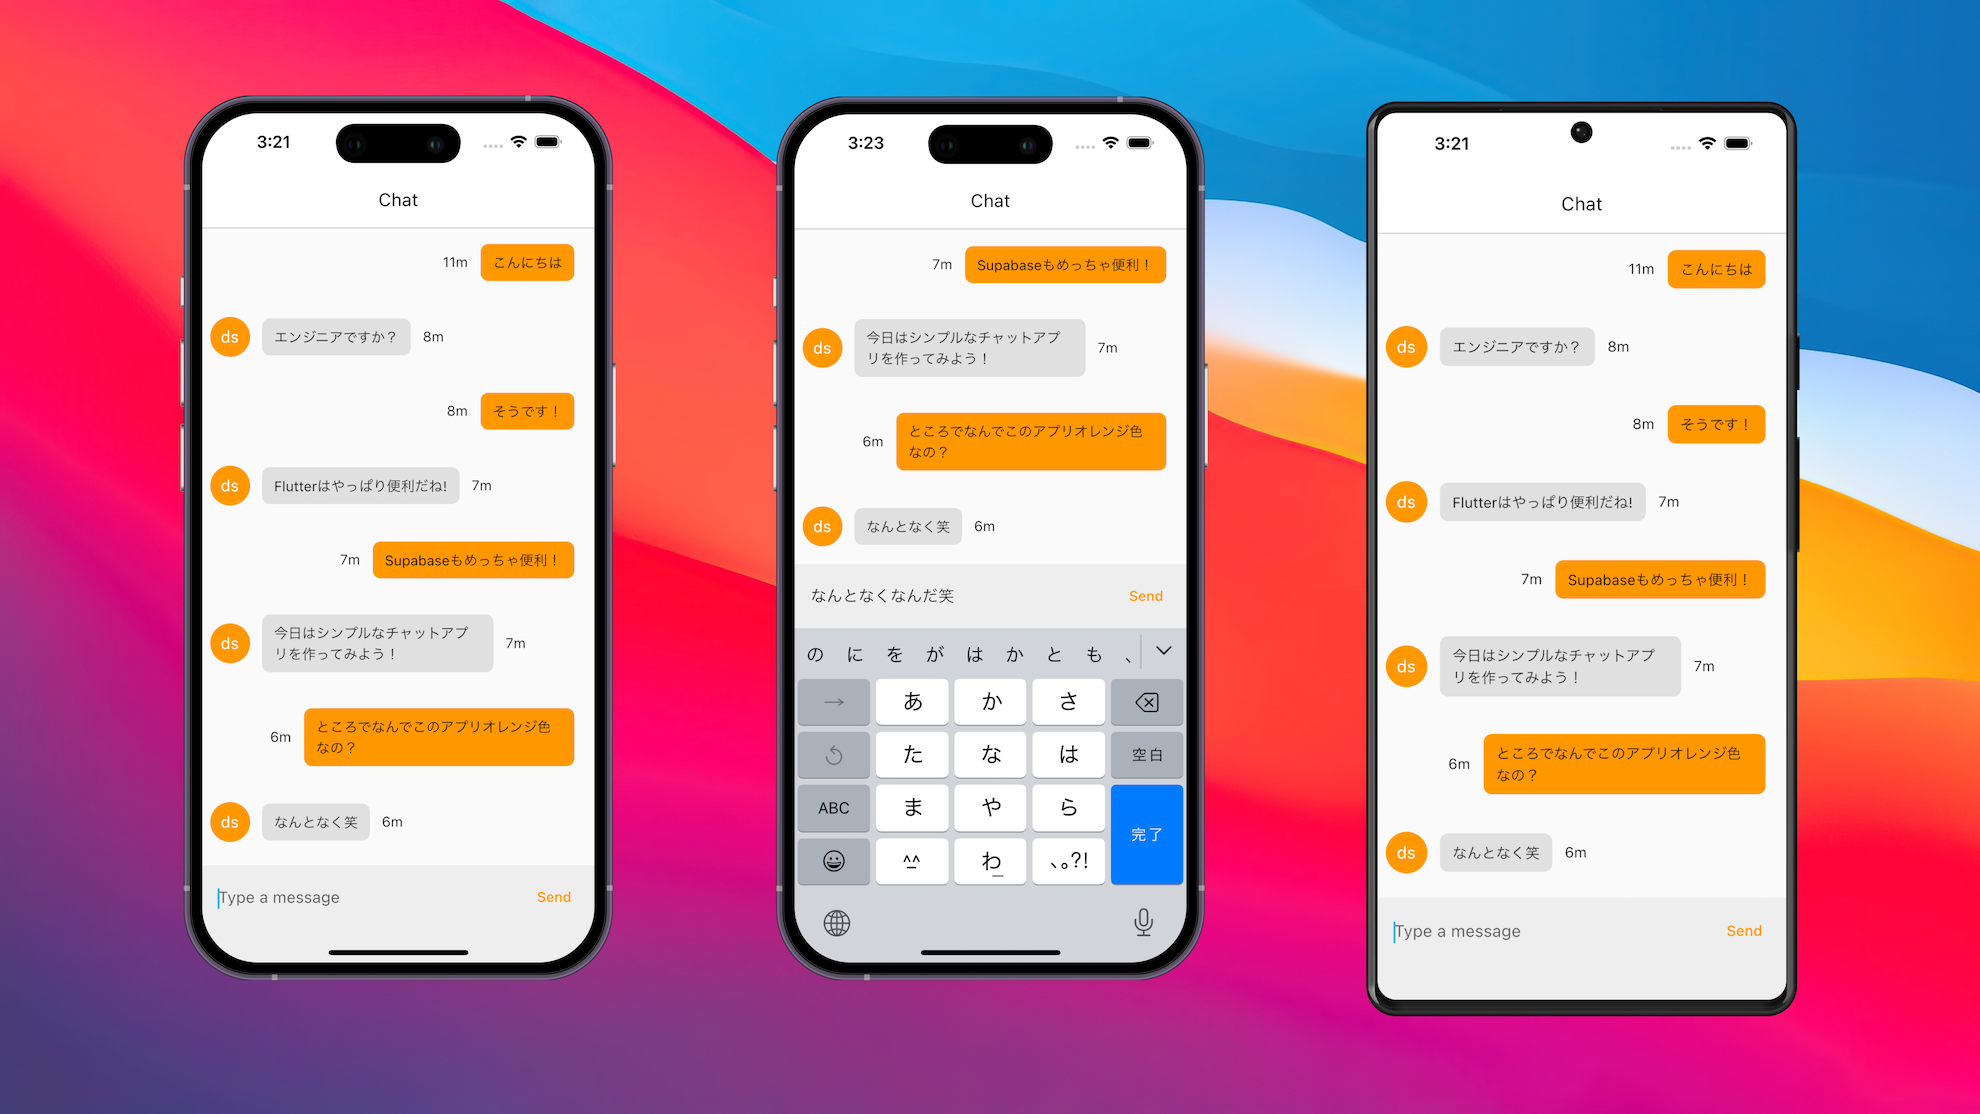 3:21
Chat
11m こんにちは
ds エンジニアですか？ 8m
8m そうです！
ds Flutterはやっぱり便利だね! 7m
7m Supabaseもめっちゃ便利！
ds 今日はシンプルなチャットアプ
リを作ってみよう！ 7m
6m ところでなんでこのアプリオレンジ色
なの？
ds なんとなく笑 6m
Type a message Send
3:23
Chat
7m Supabaseもめっちゃ便利！
ds 今日はシンプルなチャットアプ
リを作ってみよう！ 7m
6m ところでなんでこのアプリオレンジ色
なの？
ds なんとなく笑 6m
なんとなくなんだ笑 Send
の に を が は か と も 、
→ あ か さ
た な は 空白
ABC ま や ら
完了
^^ わ 、。?!
3:21
Chat
11m こんにちは
ds エンジニアですか？ 8m
8m そうです！
ds Flutterはやっぱり便利だね! 7m
7m Supabaseもめっちゃ便利！
ds 今日はシンプルなチャットアプ
リを作ってみよう！ 7m
6m ところでなんでこのアプリオレンジ色
なの？
ds なんとなく笑 6m
Type a message Send